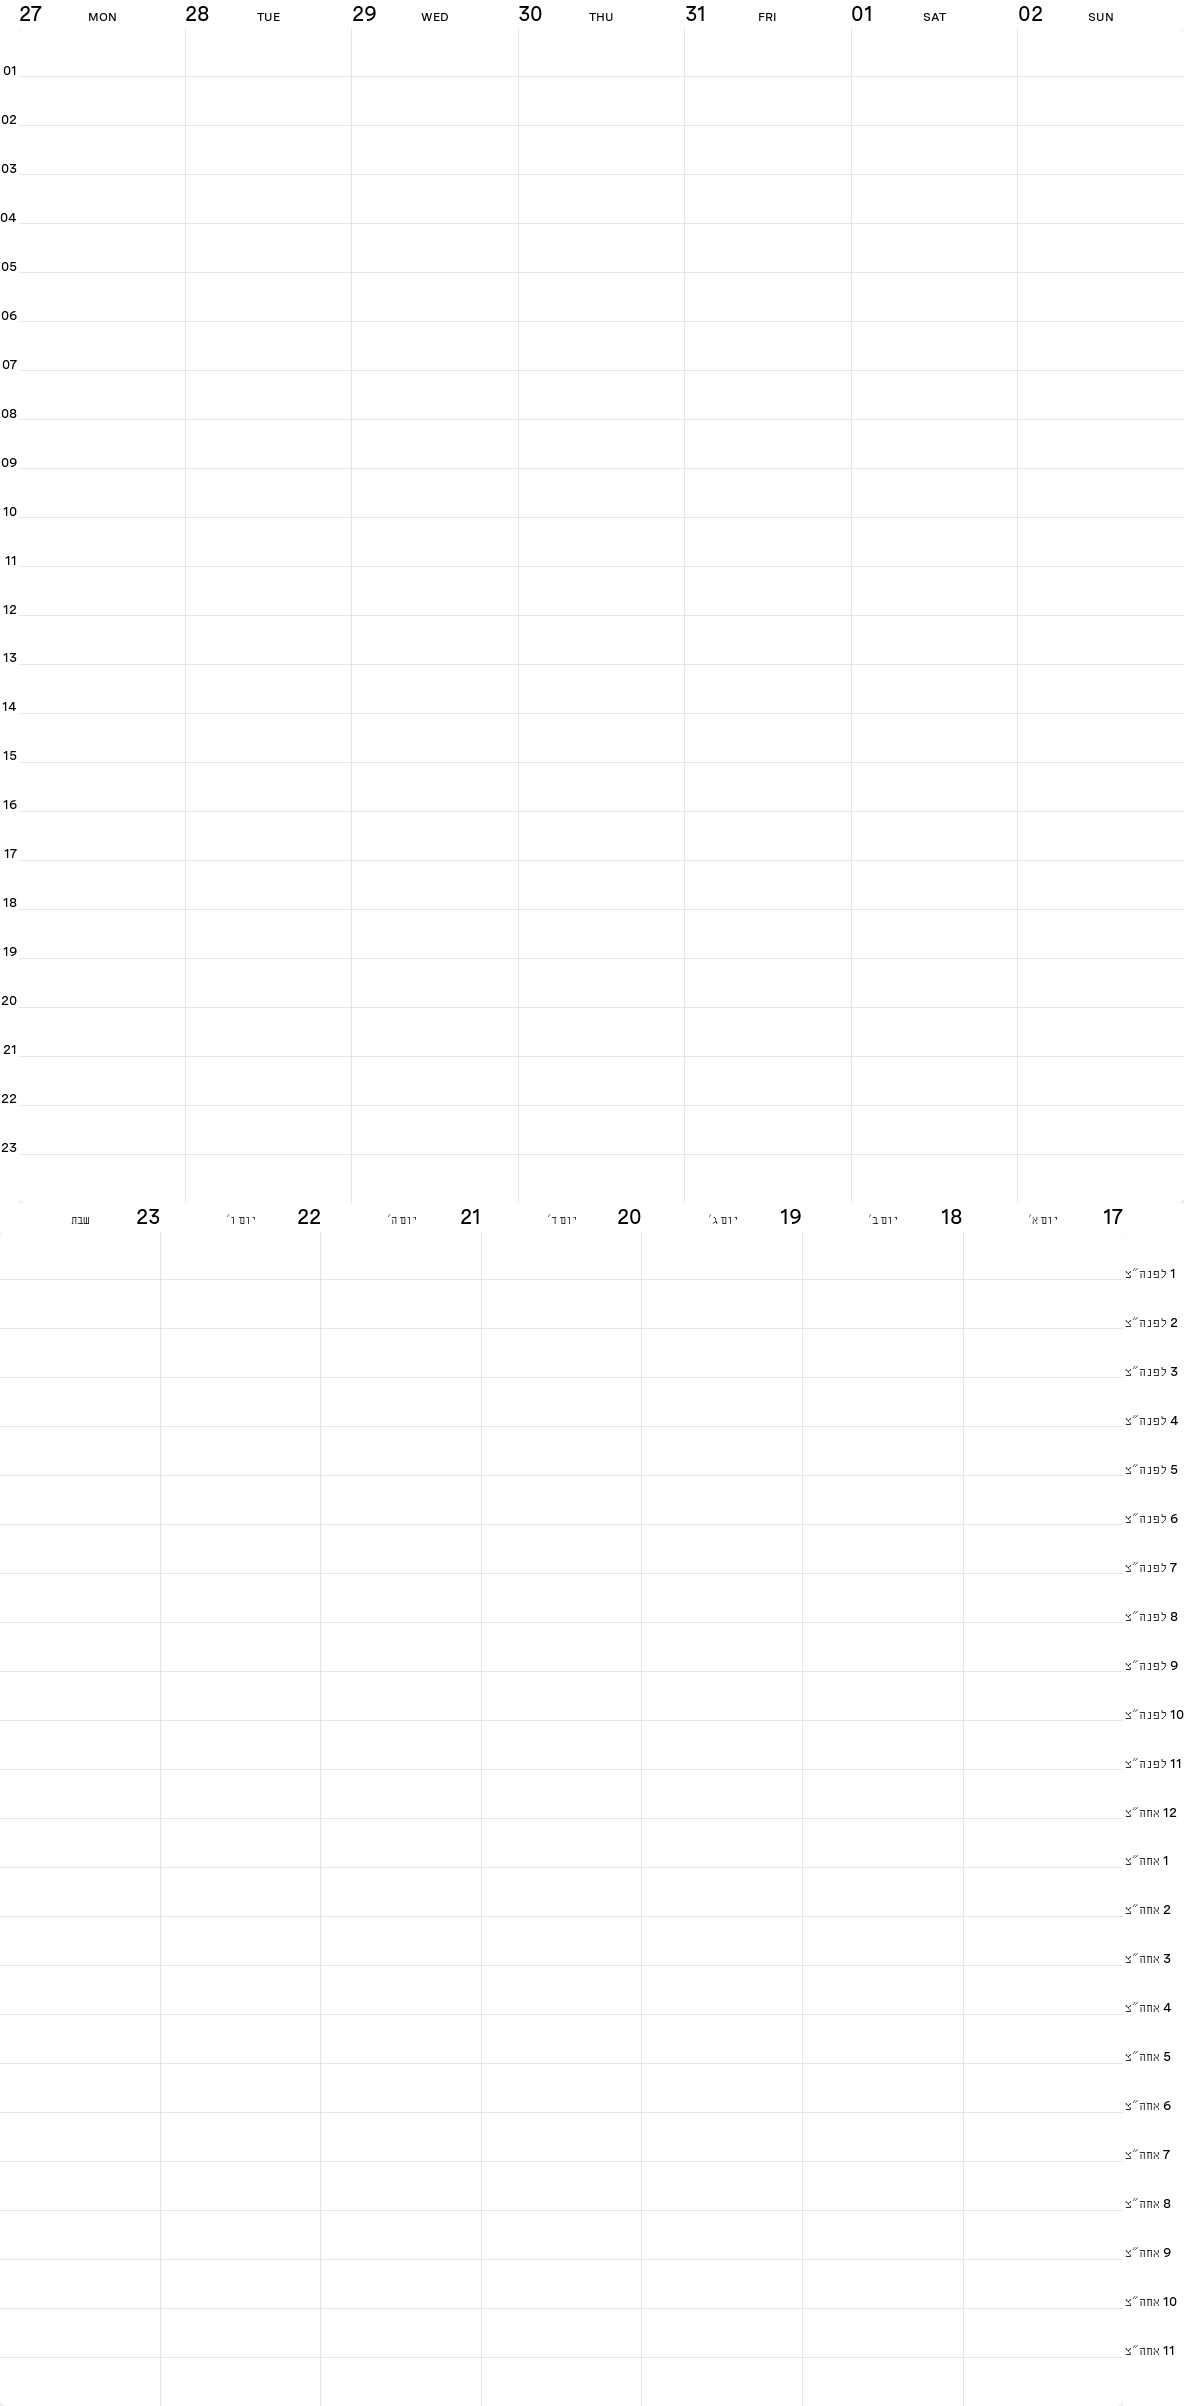 27 MON 28 TUE 29 WED 30 THU 31 FRI 01 SAT 02 SUN
01
02
03
04
05
06
07
08
09
10
11
12
13
14
15
16
17
18
19
20
21
22
23
17 יום א׳ 18 יום ב׳ 19 יום ג׳ 20 יום ד׳ 21 יום ה׳ 22 יום ו׳ 23 שבת
1 לפנה״צ
2 לפנה״צ
3 לפנה״צ
4 לפנה״צ
5 לפנה״צ
6 לפנה״צ
7 לפנה״צ
8 לפנה״צ
9 לפנה״צ
10 לפנה״צ
11 לפנה״צ
12 אחה״צ
1 אחה״צ
2 אחה״צ
3 אחה״צ
4 אחה״צ
5 אחה״צ
6 אחה״צ
7 אחה״צ
8 אחה״צ
9 אחה״צ
10 אחה״צ
11 אחה״צ